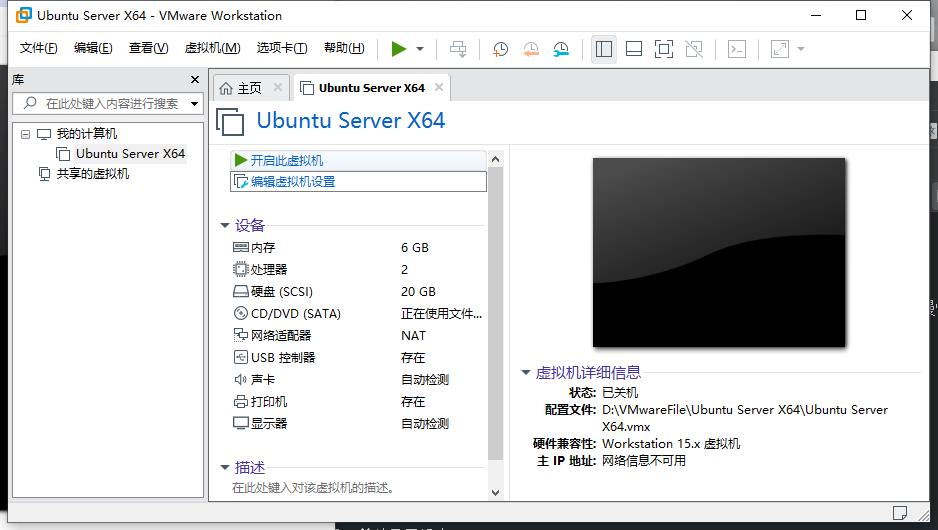 Ubuntu Server X64 - VMware Workstation
文件(F) 编辑(E) 查看(V) 虚拟机(M) 选项卡(T) 帮助(H)
库
在此处键入内容进行搜索
我的计算机
Ubuntu Server X64
共享的虚拟机
主页
Ubuntu Server X64
Ubuntu Server X64
开启此虚拟机
编辑虚拟机设置
设备
内存 6 GB
处理器 2
硬盘 (SCSI) 20 GB
CD/DVD (SATA) 正在使用文件...
网络适配器 NAT
USB 控制器 存在
声卡 自动检测
打印机 存在
显示器 自动检测
描述
在此处键入对该虚拟机的描述。
虚拟机详细信息
状态: 已关机
配置文件: D:\VMwareFile\Ubuntu Server X64\Ubuntu Server
X64.vmx
硬件兼容性: Workstation 15.x 虚拟机
主 IP 地址: 网络信息不可用